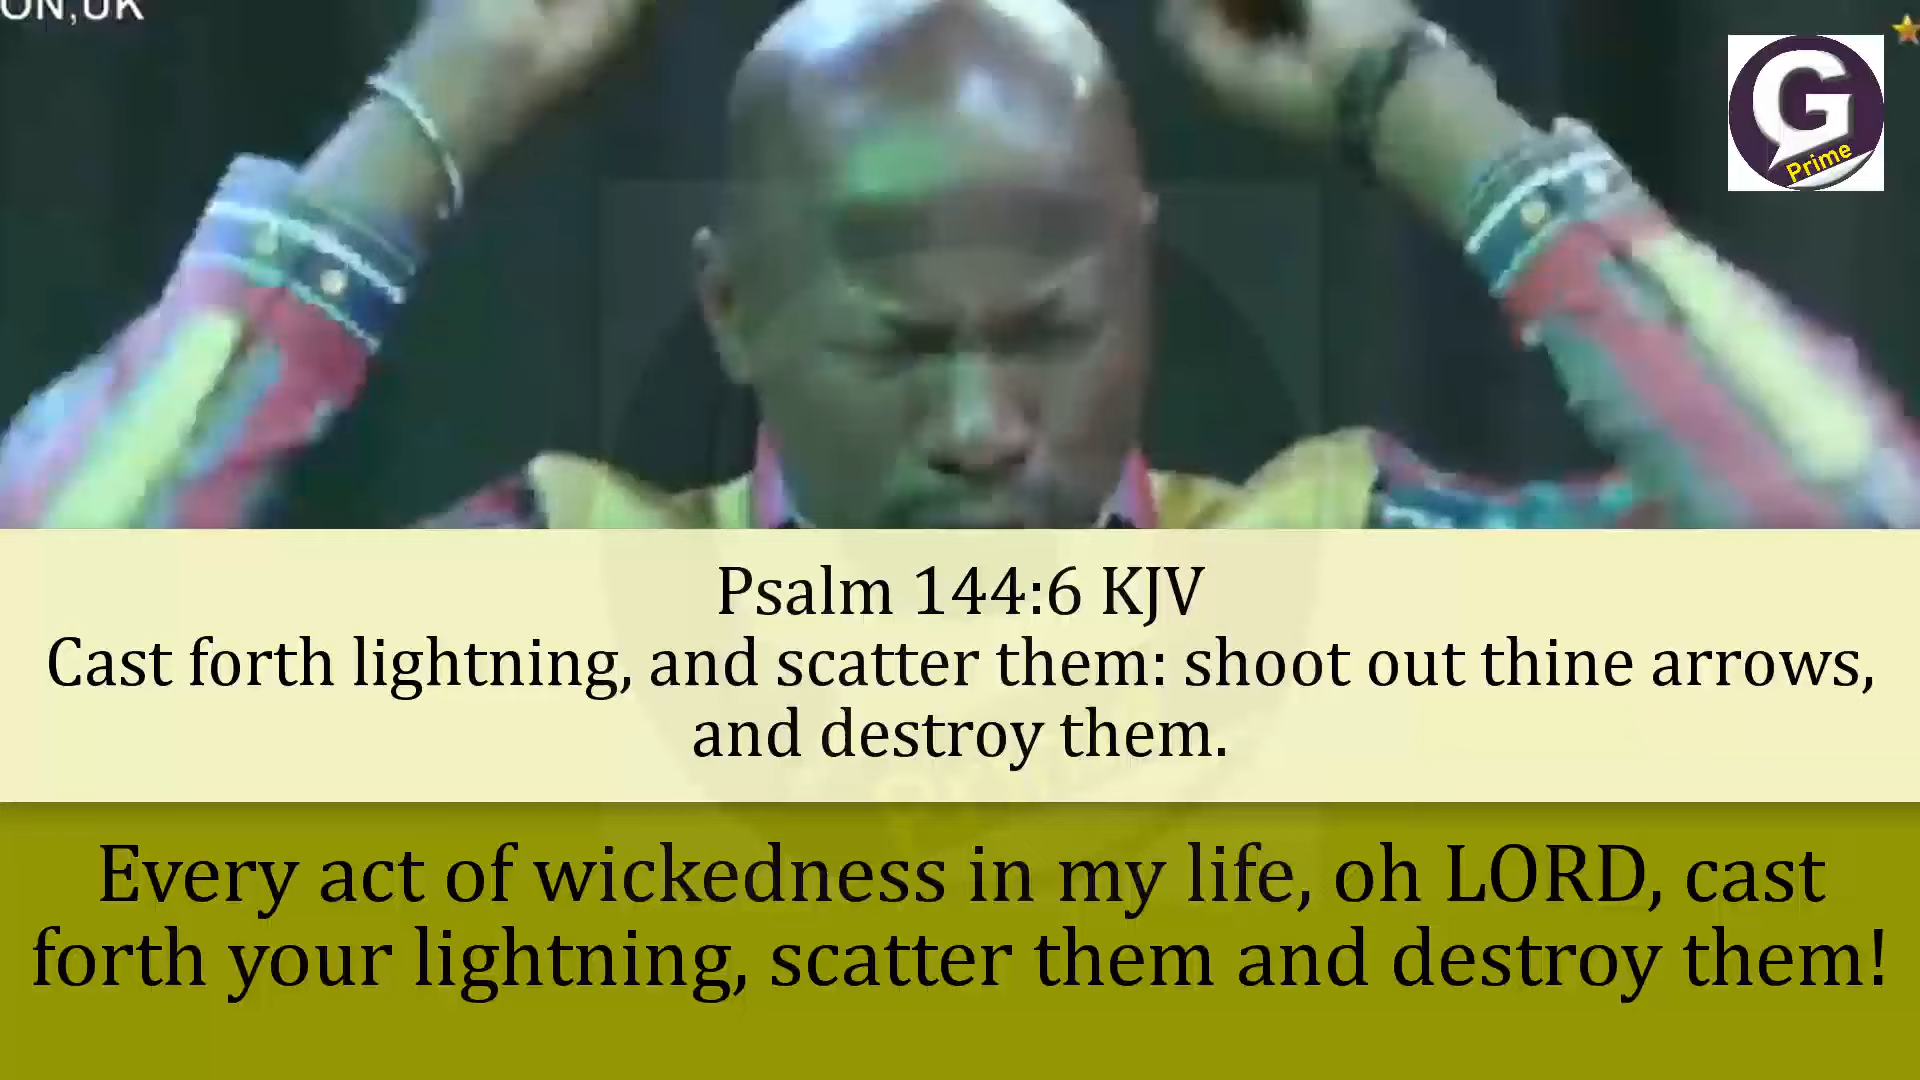 ON,UK
G
Prime
Psalm 144:6 KJV
Cast forth lightning, and scatter them: shoot out thine arrows,
and destroy them.
Every act of wickedness in my life, oh LORD, cast
forth your lightning, scatter them and destroy them!